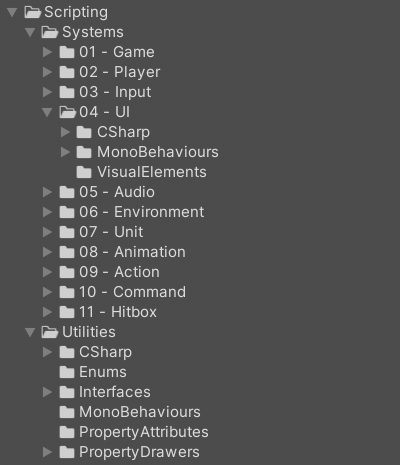 Scripting
Systems
01 - Game
02 - Player
03 - Input
04 - UI
CSharp
MonoBehaviours
VisualElements
05 - Audio
06 - Environment
07 - Unit
08 - Animation
09 - Action
10 - Command
11 - Hitbox
Utilities
CSharp
Enums
Interfaces
MonoBehaviours
PropertyAttributes
PropertyDrawers